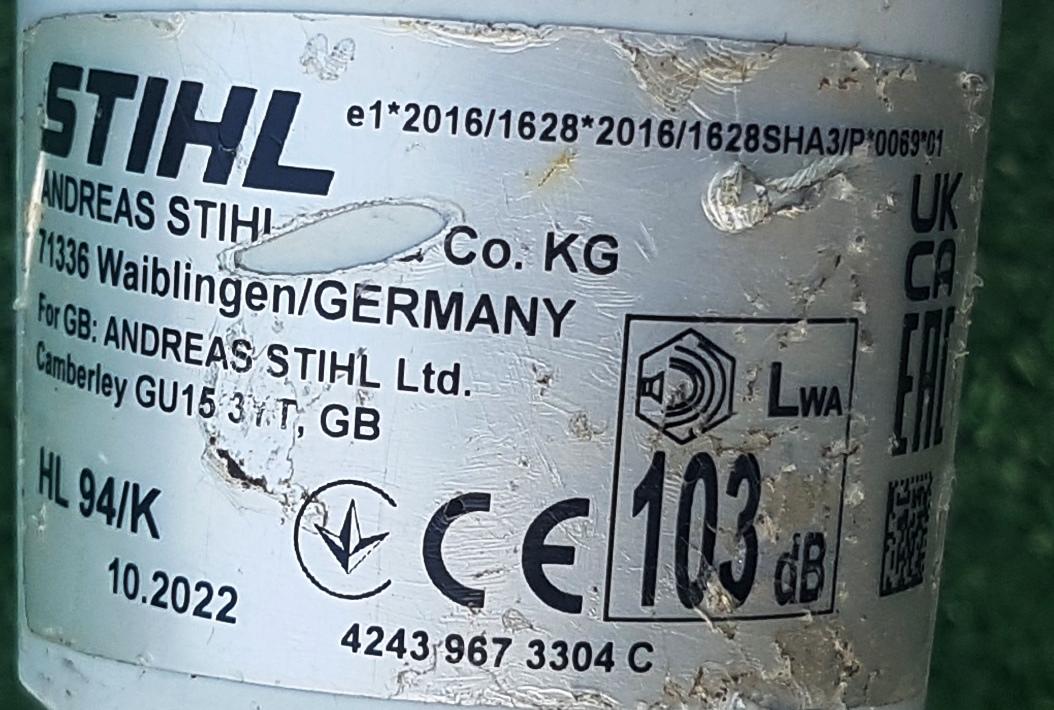 STIHL
e1*2016/1628*2016/1628SHA3/P*0069*01
ANDREAS STIHL Co. KG
71336 Waiblingen/GERMANY
For GB: ANDREAS STIHL Ltd.
Camberley GU15 GB
HL 94/K
10.2022
CE
4243 967 3304 C
LWA
103 dB
UK
CA
EAC